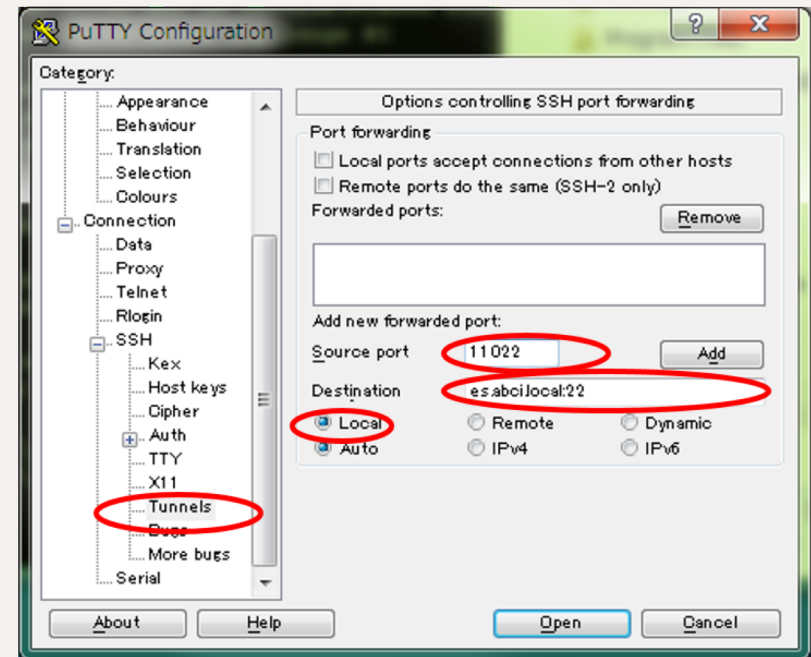 PuTTY Configuration
Category:
Appearance
Behaviour
Translation
Selection
Colours
Connection
Data
Proxy
Telnet
Rlogin
SSH
Kex
Host keys
Cipher
Auth
TTY
X11
Tunnels
Bugs
More bugs
Serial
Options controlling SSH port forwarding
Port forwarding
Local ports accept connections from other hosts
Remote ports do the same (SSH-2 only)
Forwarded ports:
Remove
Add new forwarded port:
Source port 11022 Add
Destination es.abci.local:22
Local Remote Dynamic
Auto IPv4 IPv6
About Help Open Cancel